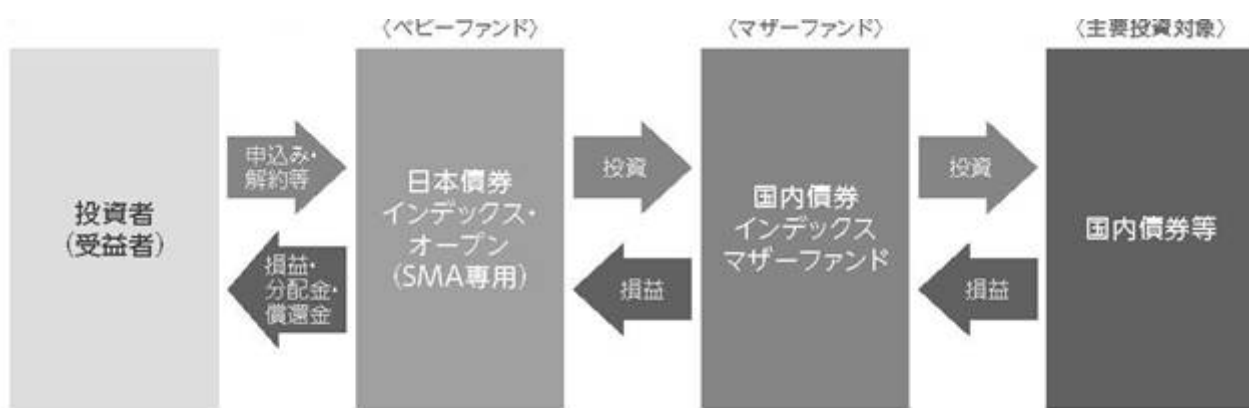 〈ベビーファンド〉
〈マザーファンド〉
〈主要投資対象〉
投資者
(受益者)
申込み・
解約等
損益・
分配金・
償還金
日本債券
インデックス・
オープン
(SMA専用)
投資
損益
国内債券
インデックス
マザーファンド
投資
損益
国内債券等